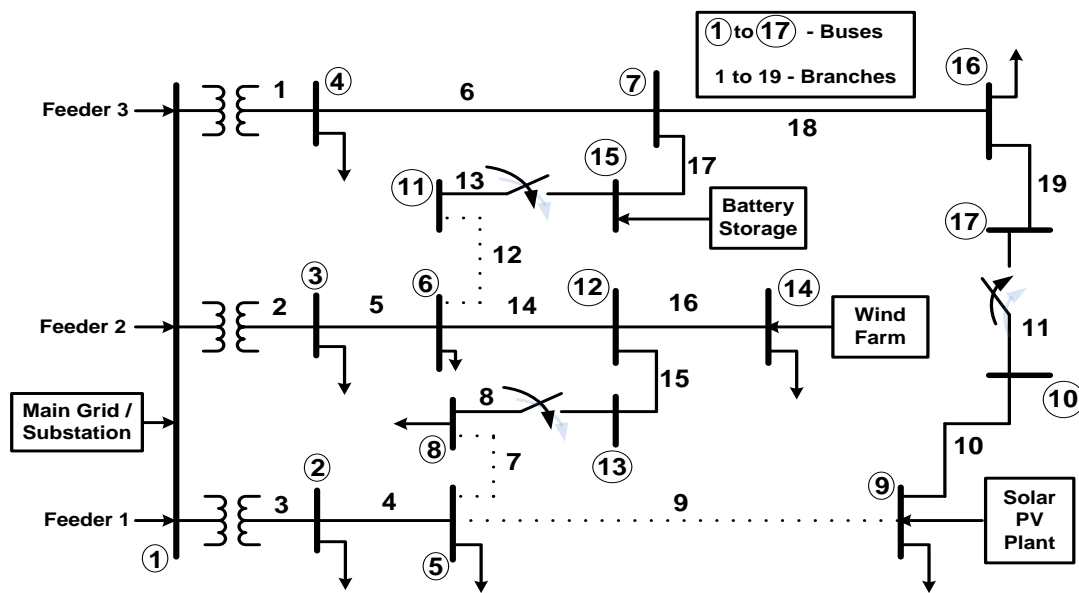 1 to 17 - Buses
1 to 19 - Branches
16
4
7
1
6
Feeder 3
18
15
17
11
13
19
Battery
Storage
17
12
3
6
12
14
2
5
14
16
Feeder 2
Wind
Farm
11
15
8
Main Grid /
Substation
10
8
13
7
10
2
9
3
4
9
Solar
PV
Plant
Feeder 1
1
5